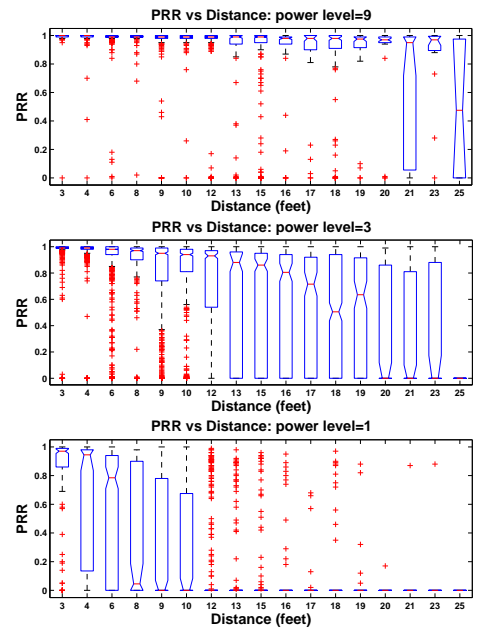 PRR vs Distance: power level=9
1
0.8
0.6
0.4
0.2
0
PRR
3 4 6 8 9 10 12 13 15 16 17 18 19 20 21 23 25
Distance (feet)
PRR vs Distance: power level=3
1
0.8
0.6
0.4
0.2
0
PRR
3 4 6 8 9 10 12 13 15 16 17 18 19 20 21 23 25
Distance (feet)
PRR vs Distance: power level=1
1
0.8
0.6
0.4
0.2
0
PRR
3 4 6 8 9 10 12 13 15 16 17 18 19 20 21 23 25
Distance (feet)